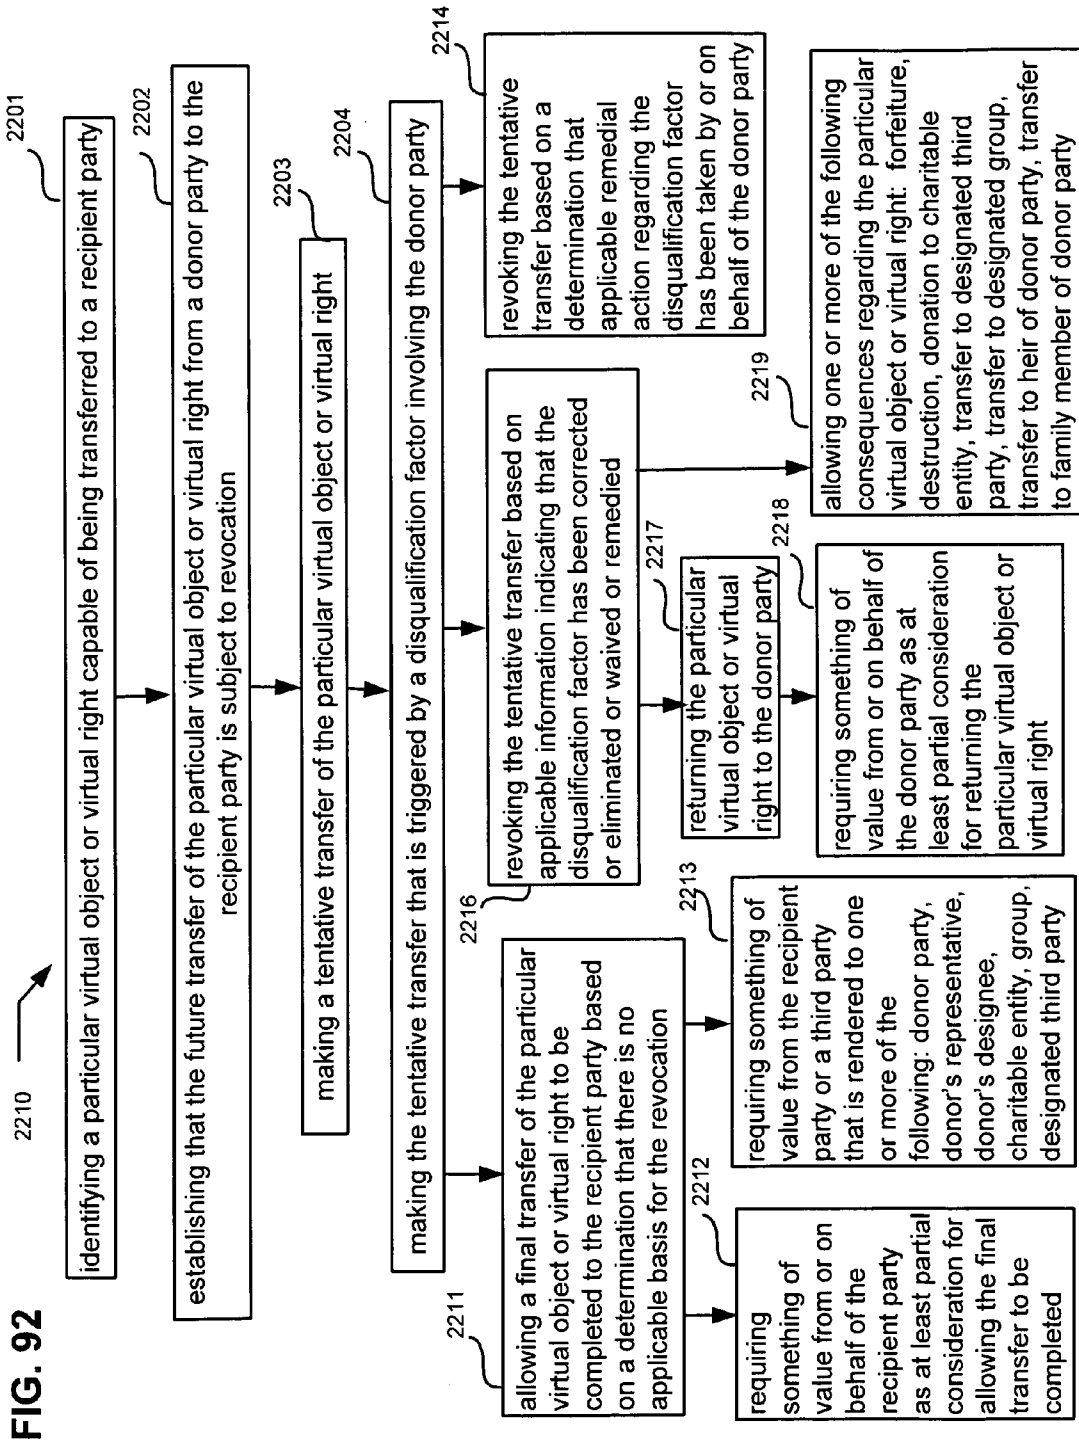 FIG. 92
2210
identifying a particular virtual object or virtual right capable of being transferred to a recipient party
2201
establishing that the future transfer of the particular virtual object or virtual right from a donor party to the
recipient party is subject to revocation
2202
making a tentative transfer of the particular virtual object or virtual right
2203
making the tentative transfer that is triggered by a disqualification factor involving the donor party
2204
2211
allowing a final transfer of the particular
virtual object or virtual right to be
completed to the recipient party based
on a determination that there is no
applicable basis for the revocation
2216
revoking the tentative transfer based on
applicable information indicating that the
disqualification factor has been corrected
or eliminated or waived or remedied
2214
revoking the tentative
transfer based on a
determination that
applicable remedial
action regarding the
disqualification factor
has been taken by or on
behalf of the donor party
2212
requiring
something of
value from or on
behalf of the
recipient party
as at least partial
consideration for
allowing the final
transfer to be
completed
2213
requiring something of
value from the recipient
party or a third party
that is rendered to one
or more of the
following: donor party,
donor's representative,
donor's designee,
charitable entity, group,
designated third party
2217
returning the particular
virtual object or virtual
right to the donor party
2218
requiring something of
value from or on behalf of
the donor party as at
least partial consideration
for returning the
particular virtual object or
virtual right
2219
allowing one or more of the following
consequences regarding the particular
virtual object or virtual right: forfeiture,
destruction, donation to charitable
entity, transfer to designated third
party, transfer to designated group,
transfer to heir of donor party, transfer
to family member of donor party